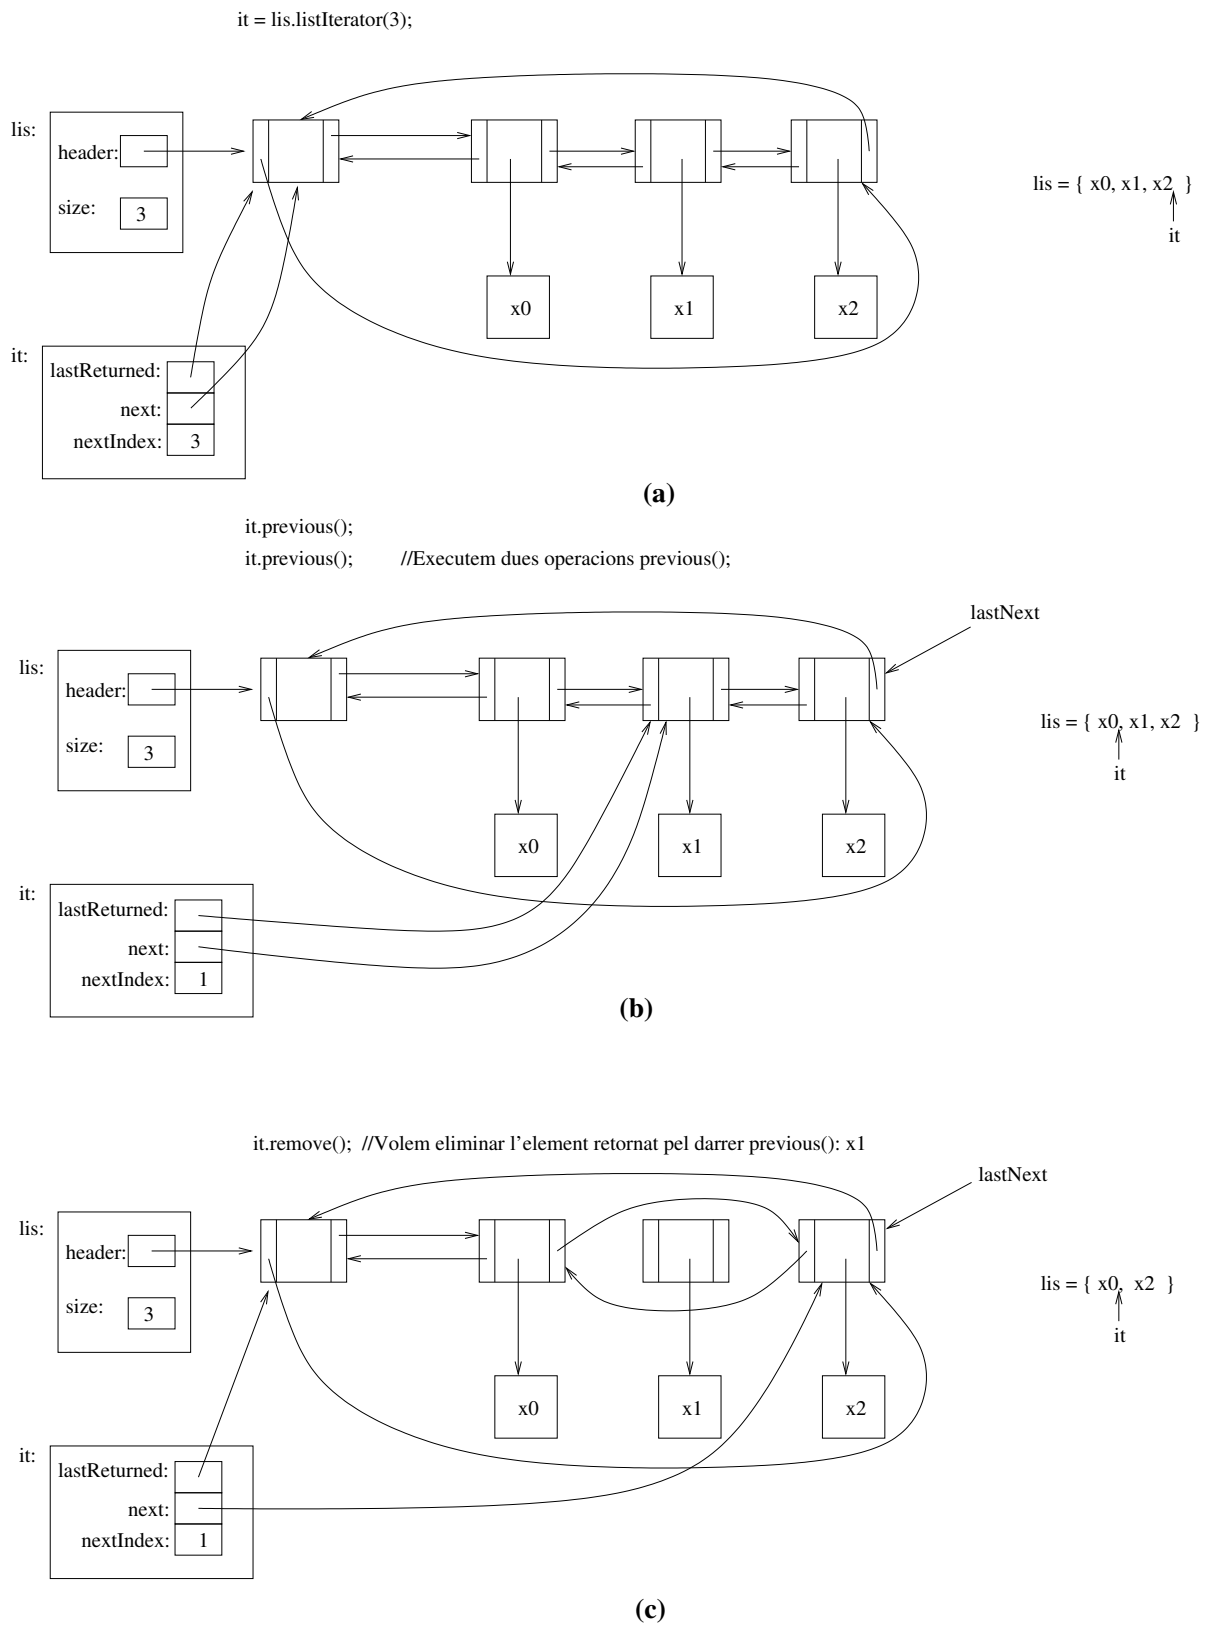 it = lis.listIterator(3);
lis:
header:
size:
3
lis = { x0, x1, x2 }
it
x0
x1
x2
it:
lastReturned:
next:
nextIndex:
3
(a)
it.previous();
it.previous(); //Executem dues operacions previous();
lastNext
lis:
header:
size:
3
lis = { x0, x1, x2 }
it
x0
x1
x2
it:
lastReturned:
next:
nextIndex:
1
(b)
it.remove(); //Volem eliminar l'element retornat pel darrer previous(): x1
lastNext
lis:
header:
size:
3
lis = { x0, x2 }
it
x0
x1
x2
it:
lastReturned:
next:
nextIndex:
1
(c)